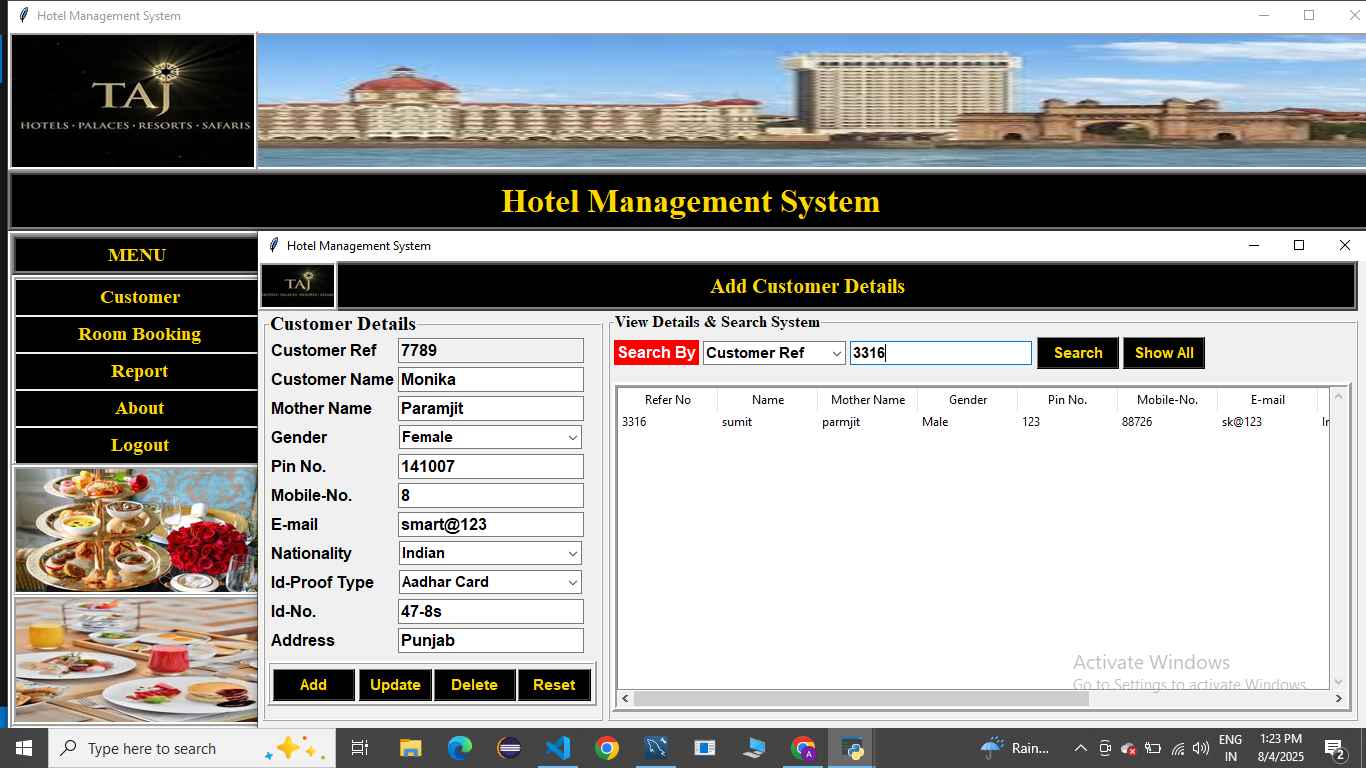 Hotel Management System
TAJ
HOTELS · PALACES · RESORTS · SAFARIS
Hotel Management System
MENU
Customer
Room Booking
Report
About
Logout
Hotel Management System
TAJ
Add Customer Details
Customer Details
Customer Ref 7789
Customer Name Monika
Mother Name Paramjit
Gender Female
Pin No. 141007
Mobile-No. 8
E-mail smart@123
Nationality Indian
Id-Proof Type Aadhar Card
Id-No. 47-8s
Address Punjab
Add Update Delete Reset
View Details & Search System
Search By Customer Ref 3316 Search Show All
Refer No Name Mother Name Gender Pin No. Mobile-No. E-mail
3316 sumit parmjit Male 123 88726 sk@123
Activate Windows
Go to Settings to activate Windows.
Type here to search
A
Rain...
ENG
IN
1:23 PM
8/4/2025
2